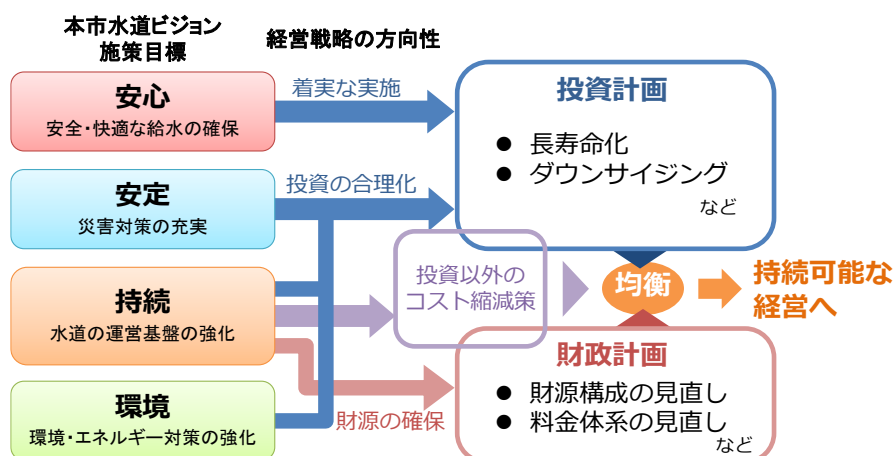 本市水道ビジョン
施策目標
経営戦略の方向性
安心
安全・快適な給水の確保
着実な実施
投資計画
● 長寿命化
● ダウンサイジング
など
安定
災害対策の充実
投資の合理化
持続
水道の運営基盤の強化
投資以外の
コスト縮減策
均衡
持続可能な
経営へ
環境
環境・エネルギー対策の強化
財源の確保
財政計画
● 財源構成の見直し
● 料金体系の見直し
など